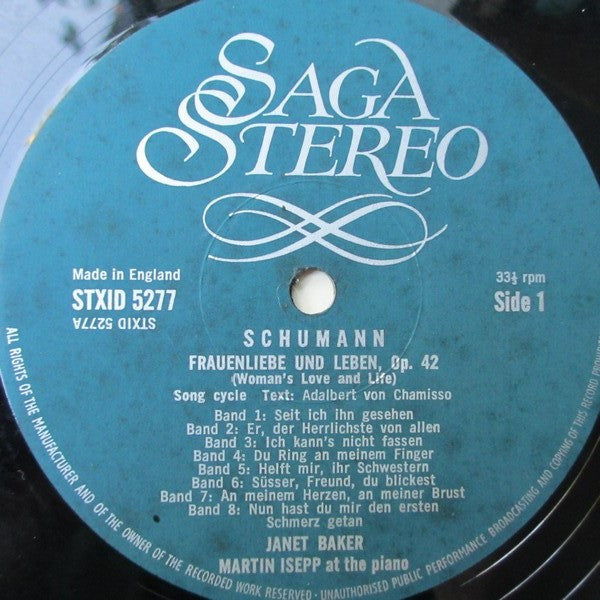 SAGA
STEREO
Made in England
STXID 5277
STXID 5277A
33⅓ rpm
Side 1
SCHUMANN
FRAUENLIEBE UND LEBEN, Op. 42
(Woman's Love and Life)
Song cycle Text: Adalbert von Chamisso
Band 1: Seit ich ihn gesehen
Band 2: Er, der Herrlichste von allen
Band 3: Ich kann's nicht fassen
Band 4: Du Ring an meinem Finger
Band 5: Helft mir, ihr Schwestern
Band 6: Süsser, Freund, du blickest
Band 7: An meinem Herzen, an meiner Brust
Band 8: Nun hast du mir den ersten
Schmerz getan
JANET BAKER
MARTIN ISEPP at the piano
ALL RIGHTS OF THE MANUFACTURER AND OF THE OWNER OF THE RECORDED WORK RESERVED - UNAUTHORISED PUBLIC PERFORMANCE BROADCASTING AND COPYING OF THIS RECORD